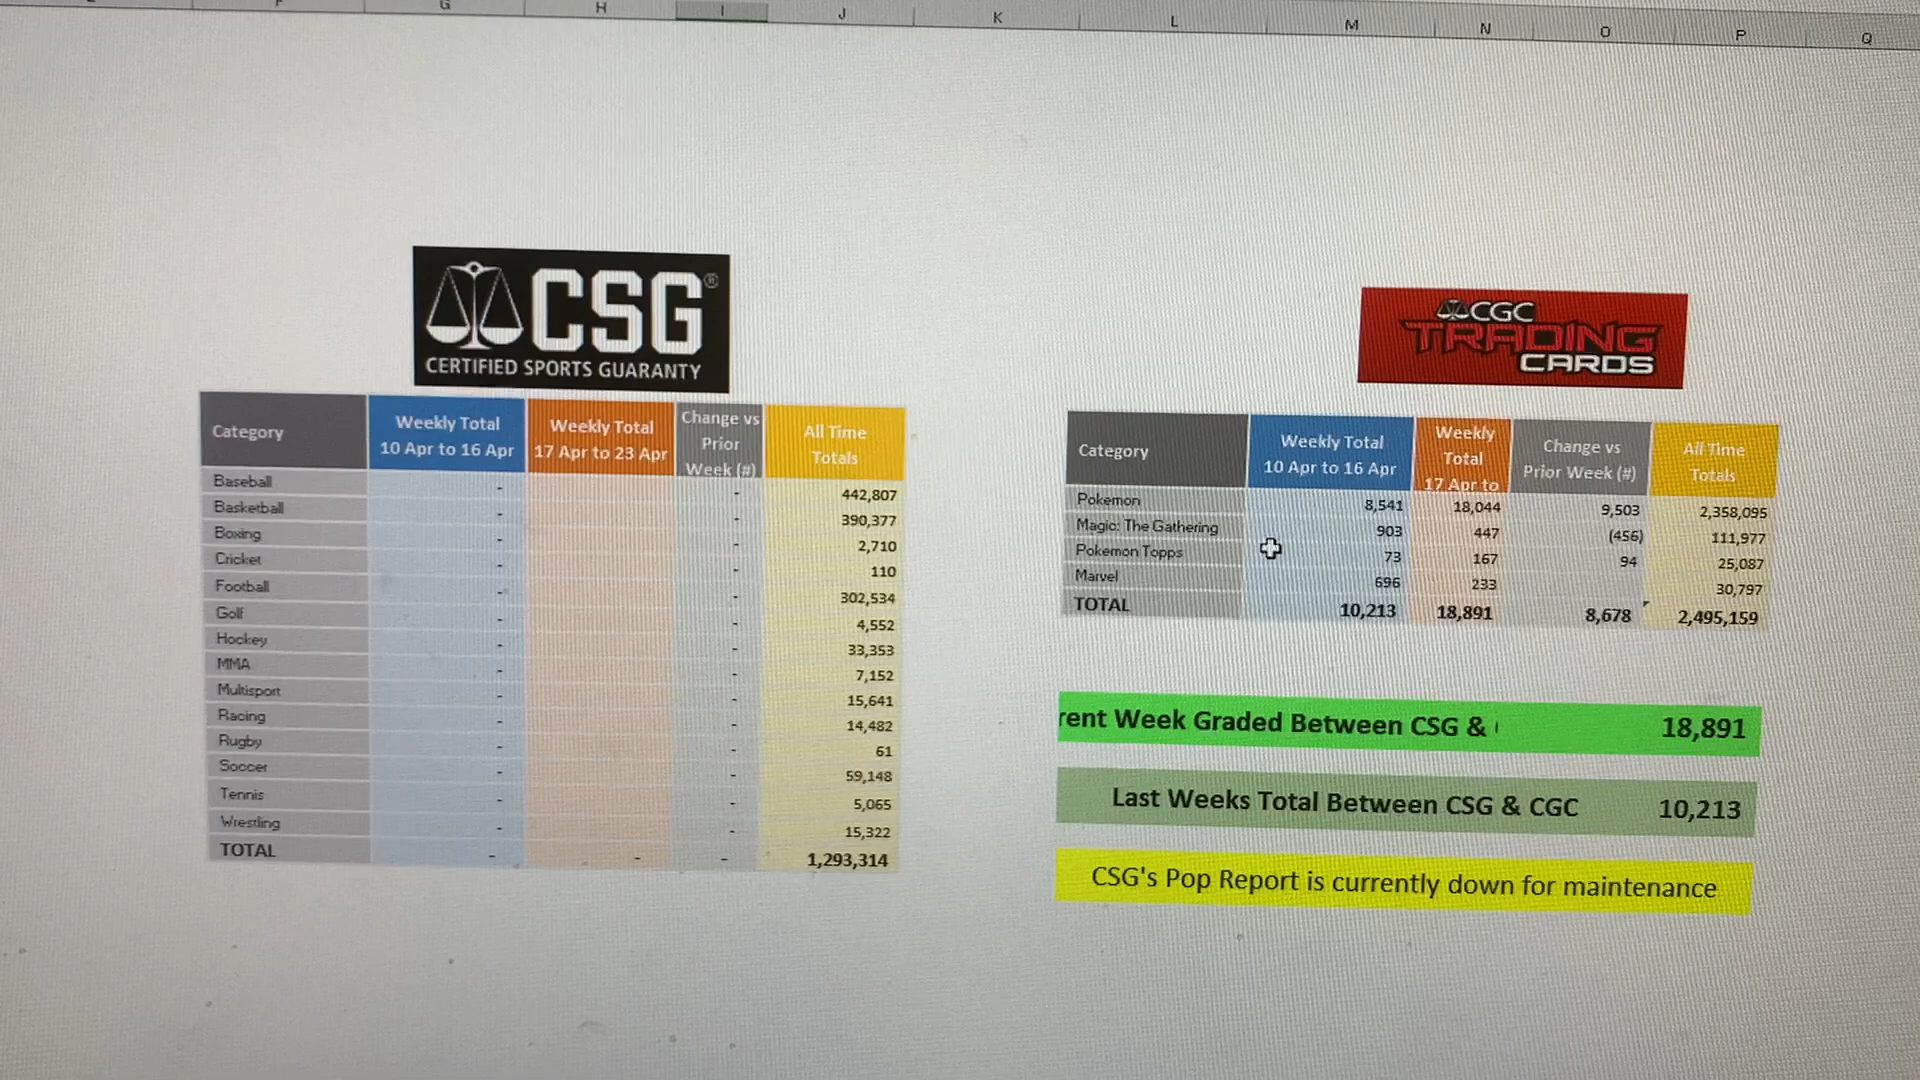 F G H I J K L M N O P Q
CSG®
CERTIFIED SPORTS GUARANTY
Category Weekly Total 10 Apr to 16 Apr Weekly Total 17 Apr to 23 Apr Change vs Prior Week (#) All Time Totals
Baseball - - 442,807
Basketball - - 390,377
Boxing - - 2,710
Cricket - - 110
Football - - 302,534
Golf - - 4,552
Hockey - - 33,353
MMA - - 7,152
Multisport - - 15,641
Racing - - 14,482
Rugby - - 61
Soccer - - 59,148
Tennis - - 5,065
Wrestling - - 15,322
TOTAL - - - 1,293,314
CGC
TRADING
CARDS
Category Weekly Total 10 Apr to 16 Apr Weekly Total 17 Apr to Change vs Prior Week (#) All Time Totals
Pokemon 8,541 18,044 9,503 2,358,095
Magic: The Gathering 903 447 (456) 111,977
Pokemon Topps 73 167 94 25,087
Marvel 696 233 30,797
TOTAL 10,213 18,891 8,678 2,495,159
rent Week Graded Between CSG & 18,891
Last Weeks Total Between CSG & CGC 10,213
CSG's Pop Report is currently down for maintenance